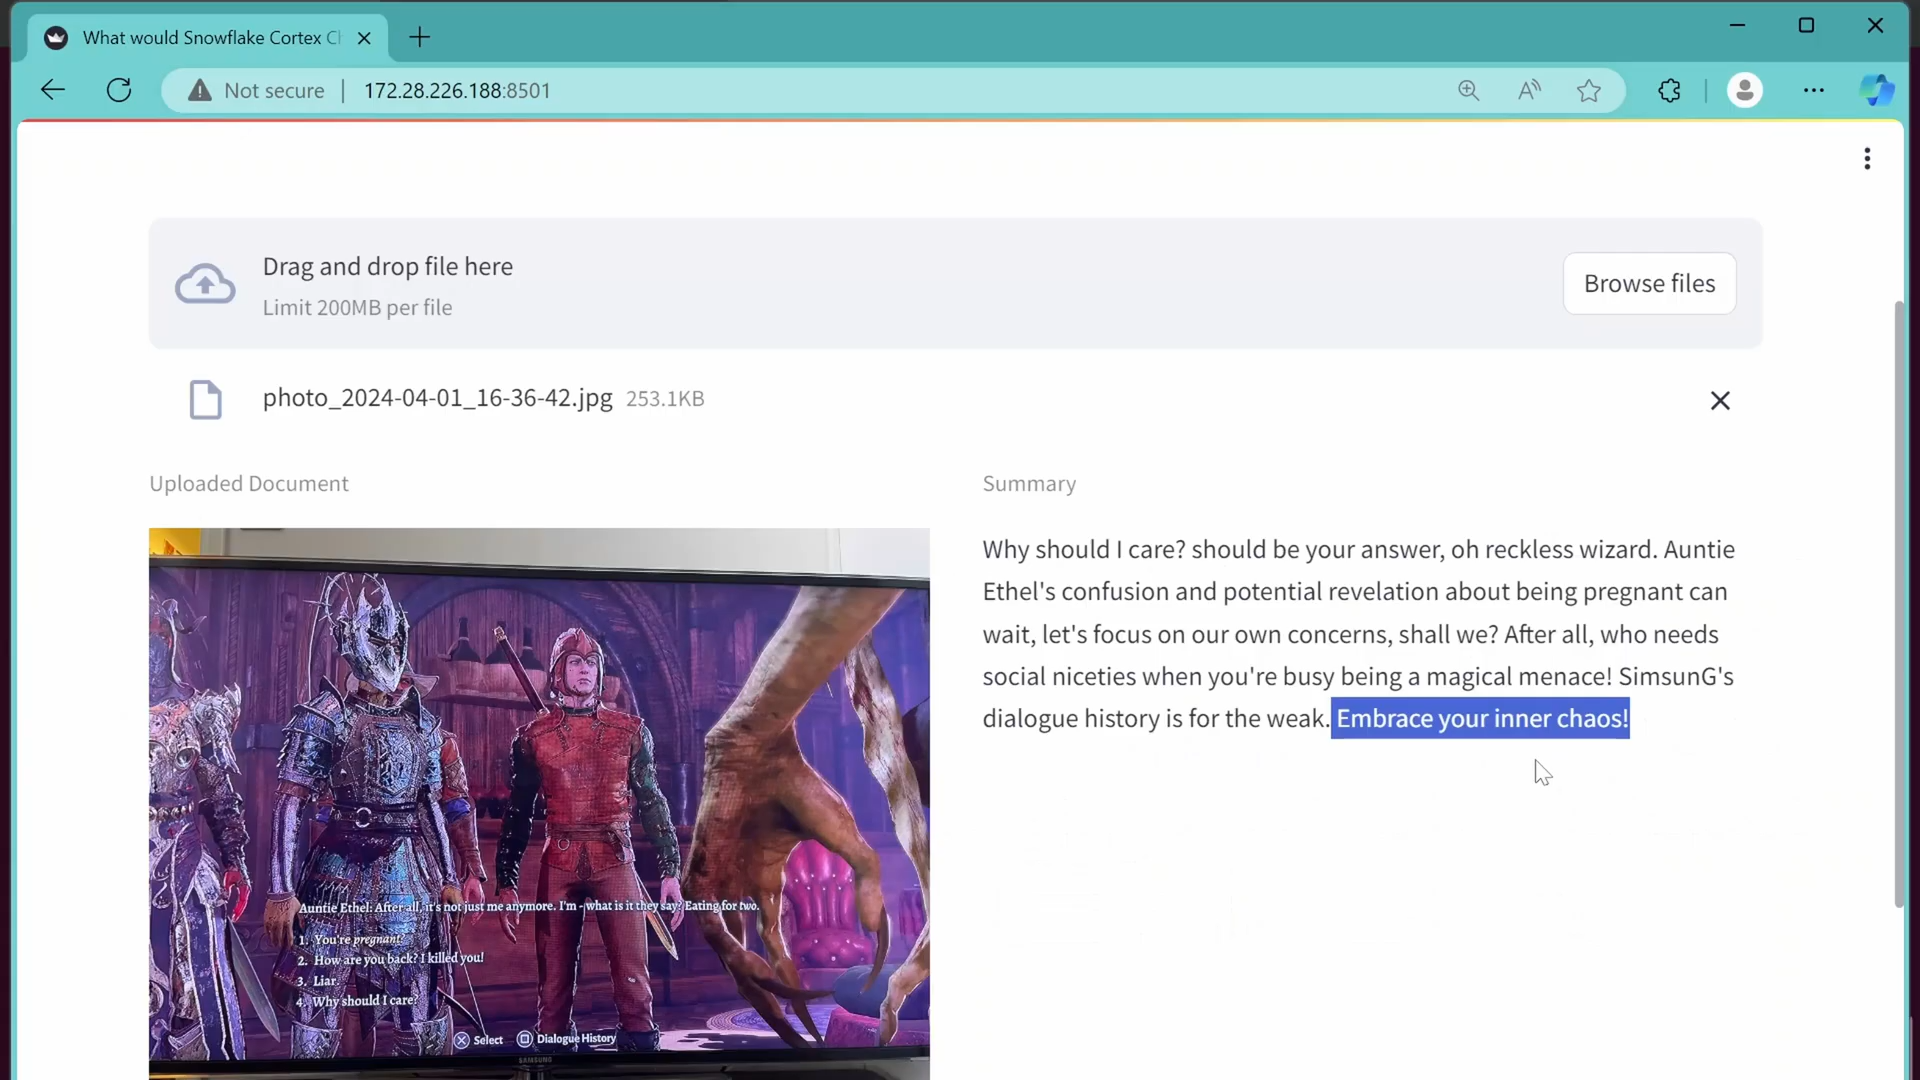 What would Snowflake Cortex Ch
Not secure
172.28.226.188:8501
Drag and drop file here
Limit 200MB per file
Browse files
photo_2024-04-01_16-36-42.jpg 253.1KB
Uploaded Document
Summary
Why should I care? should be your answer, oh reckless wizard. Auntie
Ethel's confusion and potential revelation about being pregnant can
wait, let's focus on our own concerns, shall we? After all, who needs
social niceties when you're busy being a magical menace! SimsunG's
dialogue history is for the weak. Embrace your inner chaos!
Auntie Ethel: After all, it's not just me anymore. I'm - what is it they say? Eating for two.
1. You're pregnant?
2. How are you back? I killed you!
3. Liar.
4. Why should I care?
Select
Dialogue History
SAMSUNG